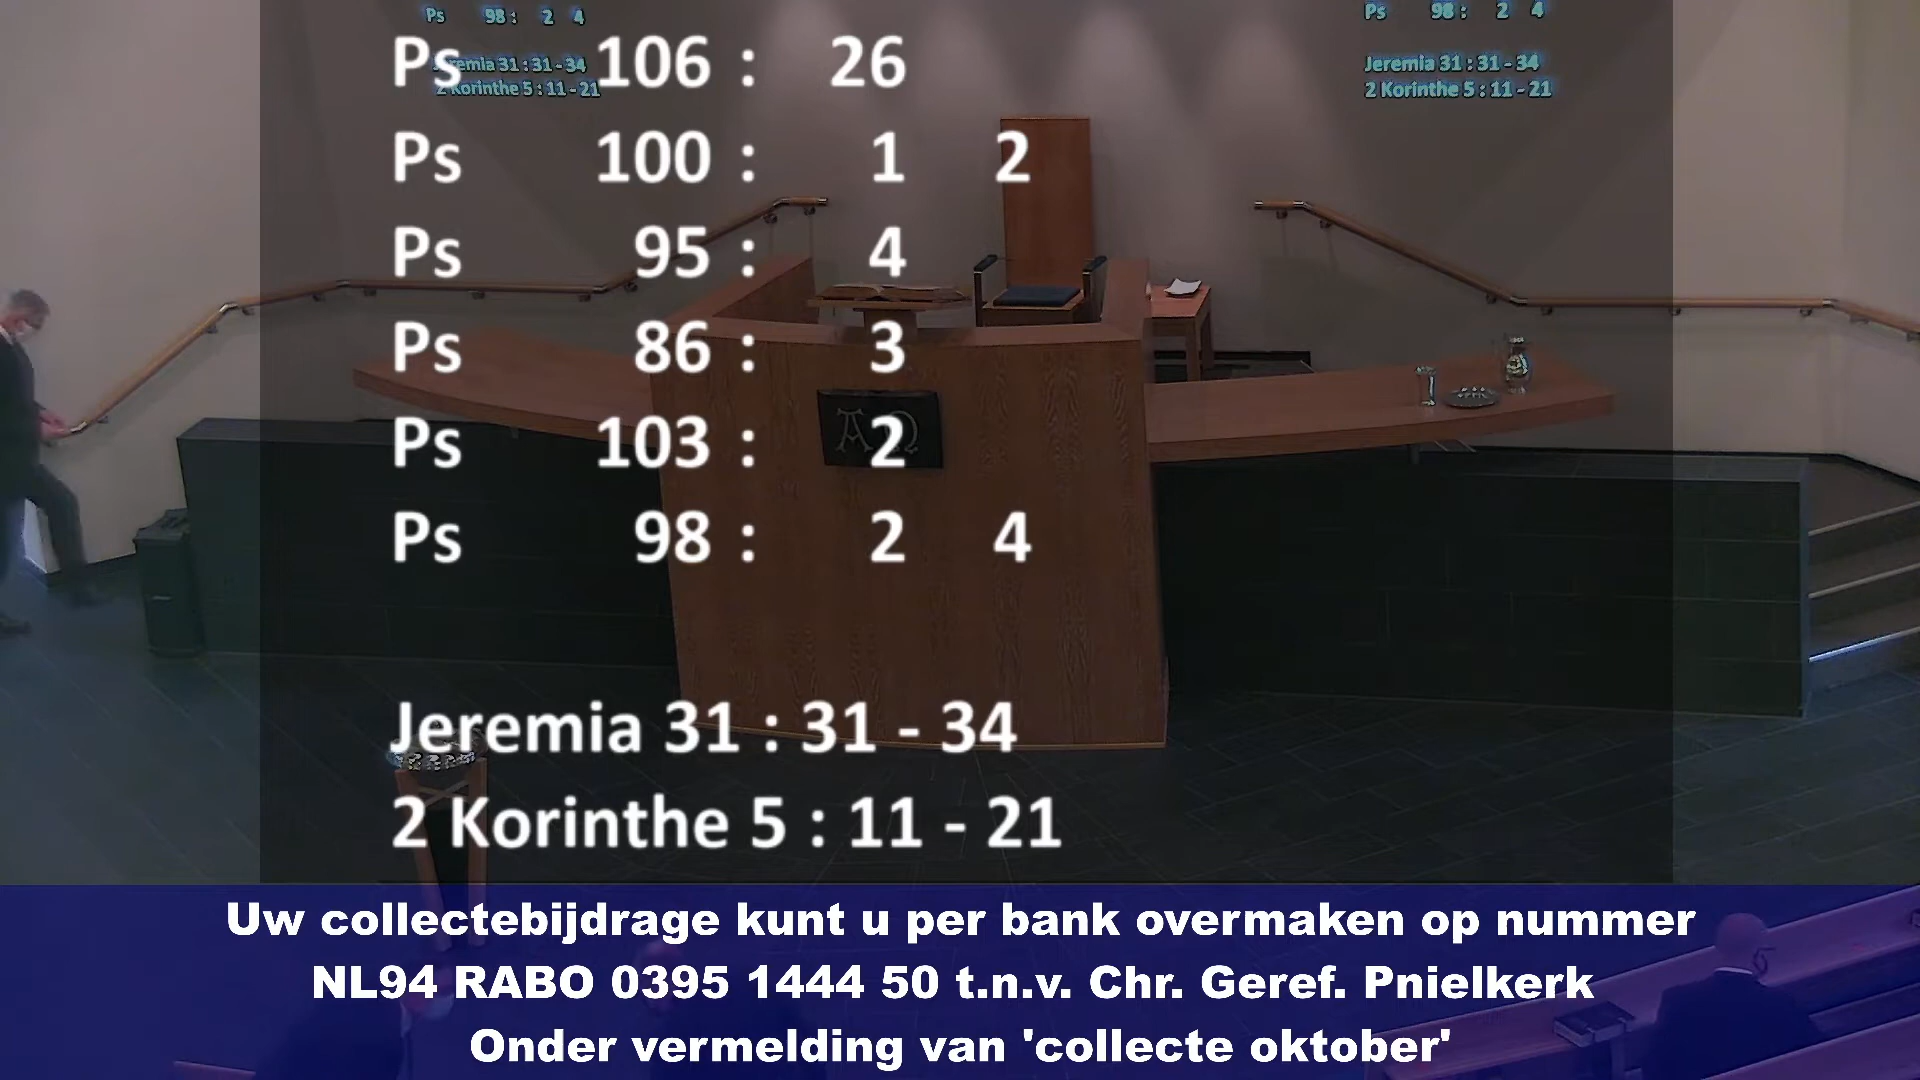 Ps 98 : 2 4
Jeremia 31 : 31 - 34
2 Korinthe 5 : 11 - 21
Ps 98 : 2 4
Jeremia 31 : 31 - 34
2 Korinthe 5 : 11 - 21
Ps 106 : 26
Ps 100 : 1 2
Ps 95 : 4
Ps 86 : 3
Ps 103 : 2
Ps 98 : 2 4
Jeremia 31 : 31 - 34
2 Korinthe 5 : 11 - 21
Α Ω
Uw collectebijdrage kunt u per bank overmaken op nummer
NL94 RABO 0395 1444 50 t.n.v. Chr. Geref. Pnielkerk
Onder vermelding van 'collecte oktober'